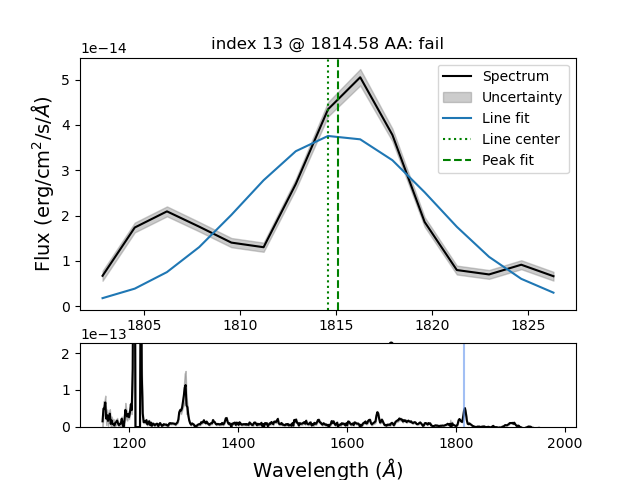 index 13 @ 1814.58 AA: fail
1e−14
Flux (erg/cm²/s/Å)
5
4
3
2
1
0
Spectrum
Uncertainty
Line fit
Line center
Peak fit
1805 1810 1815 1820 1825
1e−13
2
1
0
1200 1400 1600 1800 2000
Wavelength (Å)